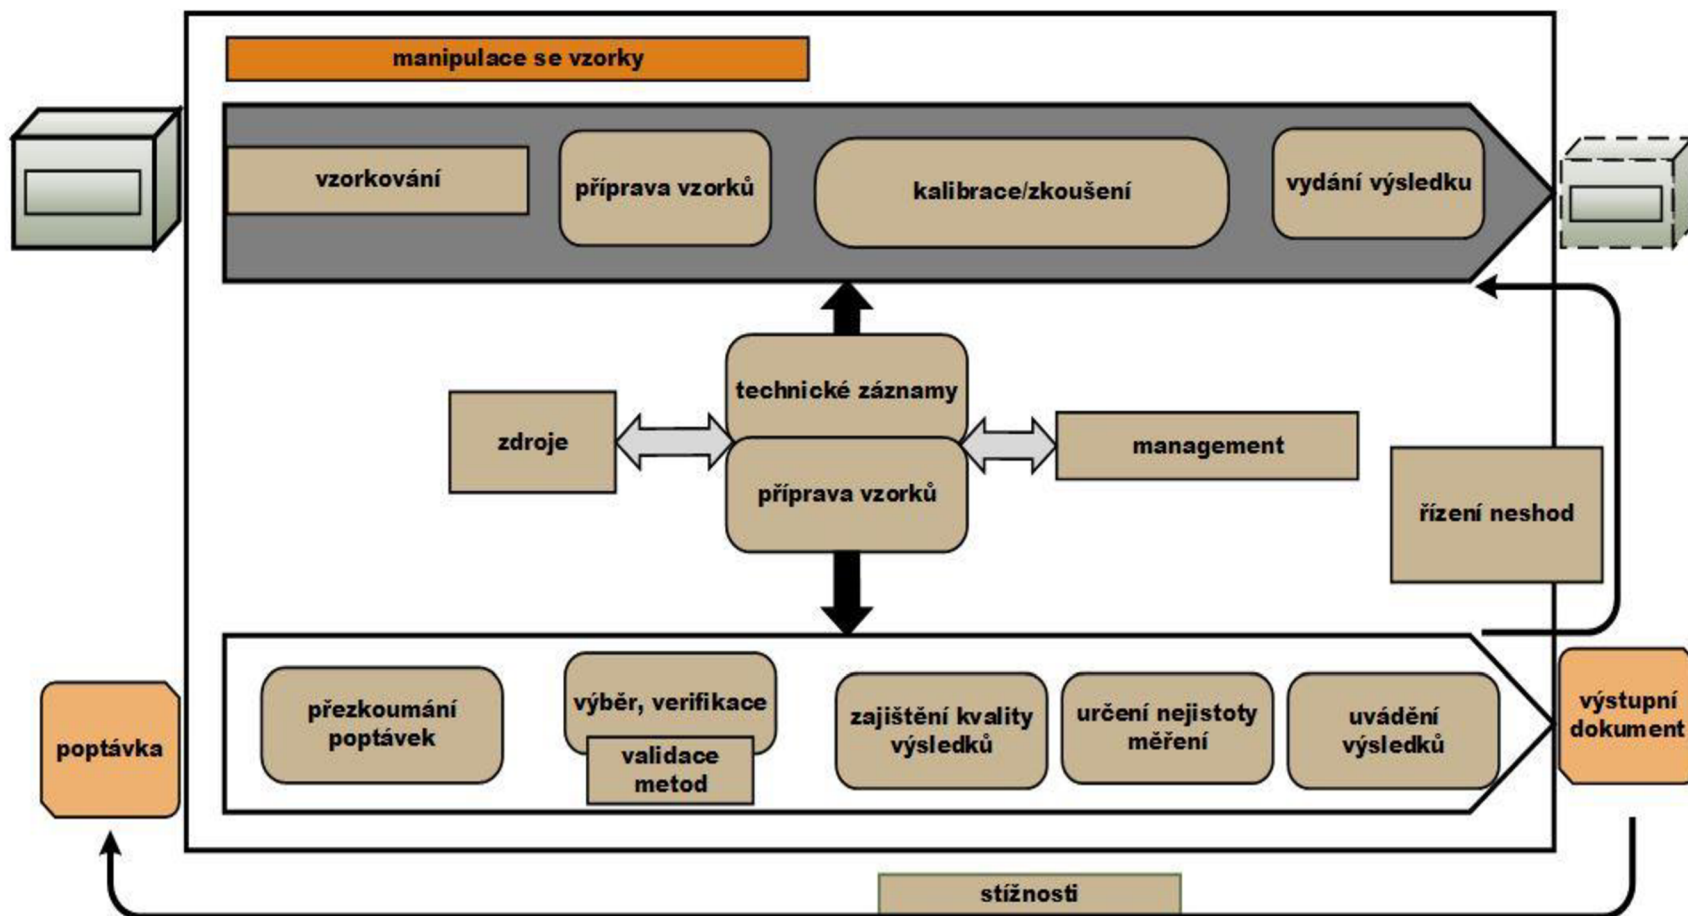 manipulace se vzorky
vzorkování
příprava vzorků
kalibrace/zkoušení
vydání výsledku
technické záznamy
zdroje
management
příprava vzorků
řízení neshod
poptávka
přezkoumání
poptávek
výběr, verifikace
validace
metod
zajištění kvality
výsledků
určení nejistoty
měření
uvádění
výsledků
výstupní
dokument
stížnosti